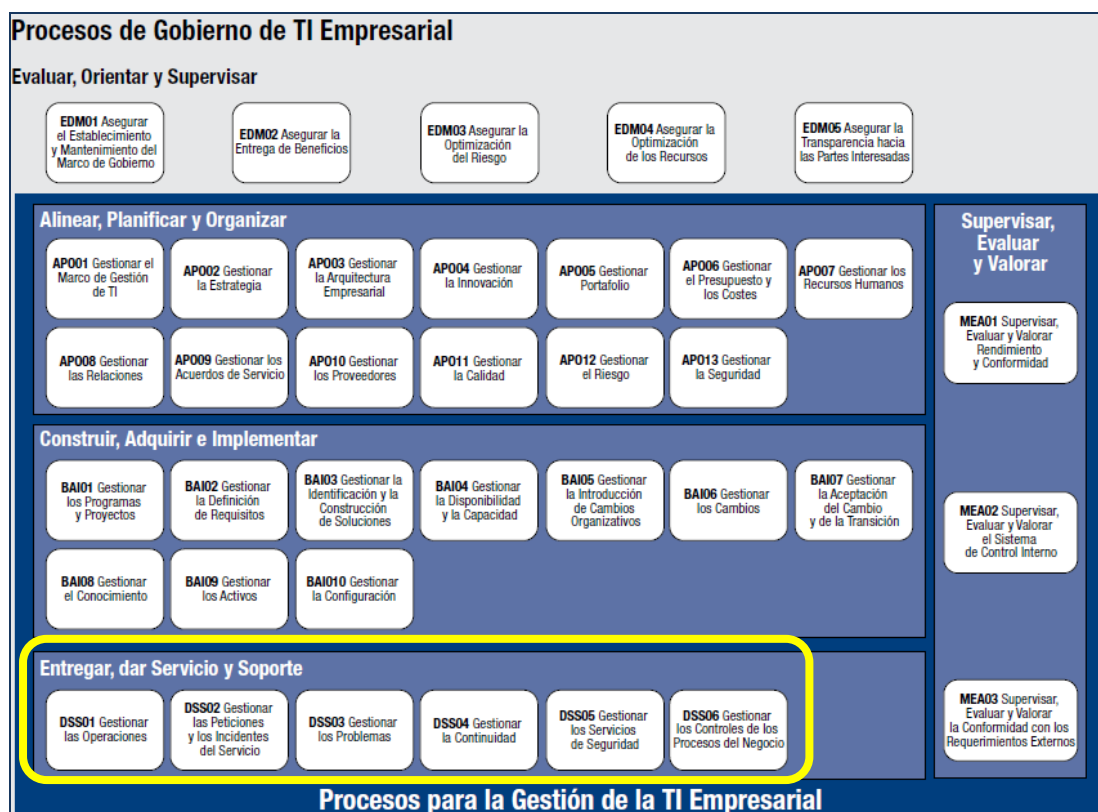 Procesos de Gobierno de TI Empresarial
Evaluar, Orientar y Supervisar
EDM01 Asegurar
el Establecimiento
y Mantenimiento del
Marco de Gobierno
EDM02 Asegurar la
Entrega de Beneficios
EDM03 Asegurar la
Optimización
del Riesgo
EDM04 Asegurar la
Optimización
de los Recursos
EDM05 Asegurar la
Transparencia hacia
las Partes Interesadas
Alinear, Planificar y Organizar
APO01 Gestionar el
Marco de Gestión
de TI
APO02 Gestionar
la Estrategia
APO03 Gestionar
la Arquitectura
Empresarial
APO04 Gestionar
la Innovación
APO05 Gestionar
Portafolio
APO06 Gestionar
el Presupuesto y
los Costes
APO07 Gestionar los
Recursos Humanos
APO08 Gestionar
las Relaciones
APO09 Gestionar los
Acuerdos de Servicio
APO10 Gestionar
los Proveedores
APO11 Gestionar
la Calidad
APO12 Gestionar
el Riesgo
APO13 Gestionar
la Seguridad
Construir, Adquirir e Implementar
BAI01 Gestionar
los Programas
y Proyectos
BAI02 Gestionar
la Definición
de Requisitos
BAI03 Gestionar la
Identificación y la
Construcción
de Soluciones
BAI04 Gestionar
la Disponibilidad
y la Capacidad
BAI05 Gestionar
la Introducción
de Cambios
Organizativos
BAI06 Gestionar
los Cambios
BAI07 Gestionar
la Aceptación
del Cambio
y de la Transición
BAI08 Gestionar
el Conocimiento
BAI09 Gestionar
los Activos
BAI010 Gestionar
la Configuración
Entregar, dar Servicio y Soporte
DSS01 Gestionar
las Operaciones
DSS02 Gestionar
las Peticiones
y los Incidentes
del Servicio
DSS03 Gestionar
los Problemas
DSS04 Gestionar
la Continuidad
DSS05 Gestionar
los Servicios
de Seguridad
DSS06 Gestionar
los Controles de los
Procesos del Negocio
Supervisar,
Evaluar
y Valorar
MEA01 Supervisar,
Evaluar y Valorar
Rendimiento
y Conformidad
MEA02 Supervisar,
Evaluar y Valorar
el Sistema
de Control Interno
MEA03 Supervisar,
Evaluar y Valorar
la Conformidad con los
Requerimientos Externos
Procesos para la Gestión de la TI Empresarial